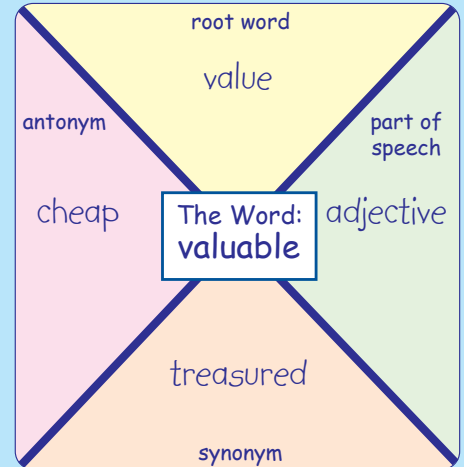 root word
value
antonym
cheap
part of
speech
adjective
The Word:
valuable
treasured
synonym